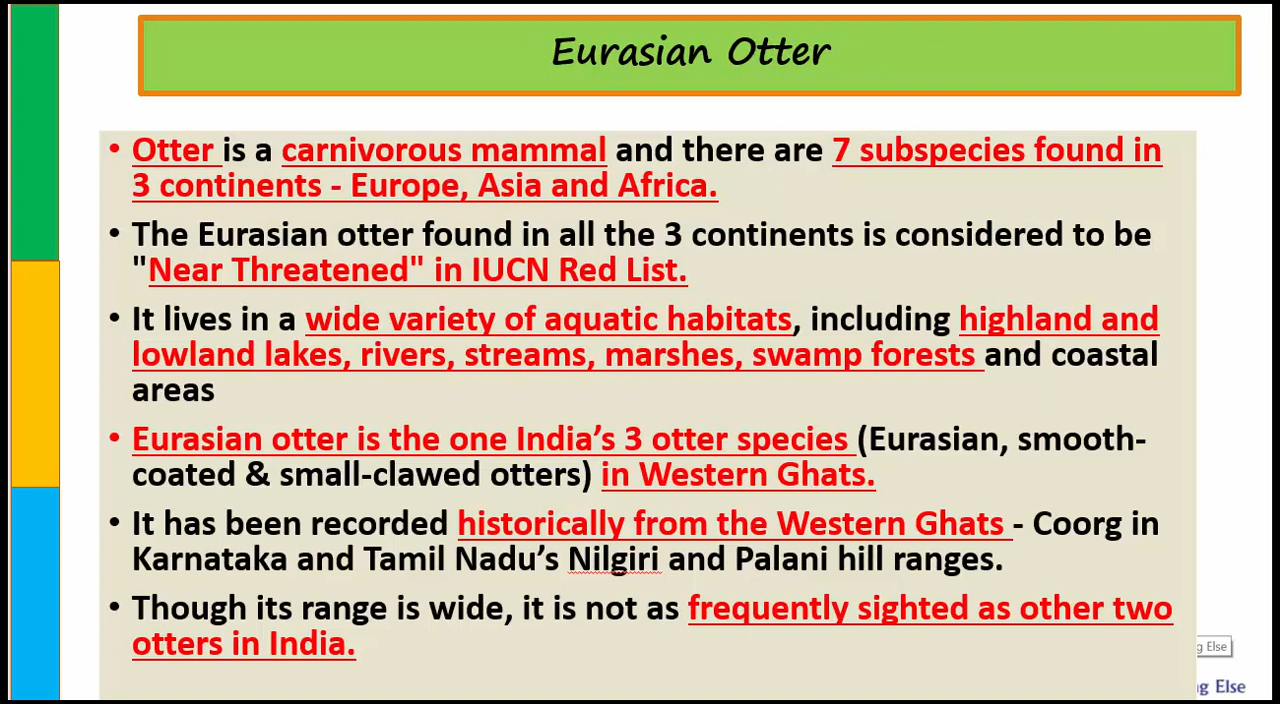 Eurasian Otter
• Otter is a carnivorous mammal and there are 7 subspecies found in
3 continents - Europe, Asia and Africa.
• The Eurasian otter found in all the 3 continents is considered to be
"Near Threatened" in IUCN Red List.
• It lives in a wide variety of aquatic habitats, including highland and
lowland lakes, rivers, streams, marshes, swamp forests and coastal
areas
• Eurasian otter is the one India’s 3 otter species (Eurasian, smooth-
coated & small-clawed otters) in Western Ghats.
• It has been recorded historically from the Western Ghats - Coorg in
Karnataka and Tamil Nadu’s Nilgiri and Palani hill ranges.
• Though its range is wide, it is not as frequently sighted as other two
otters in India.
Else
Else